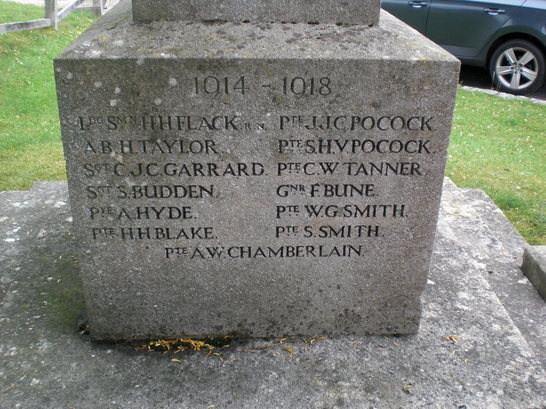 1914 - 1918
LDG SMN H.H.FLACK R.N. PTE J.J.C.POCOCK
A.B. H.TAYLOR. PTE S.H.V.POCOCK
SGT C.J.C.GARRARD. PTE C.W.TANNER.
SGT S.BUDDEN. GNR F.BUNE.
PTE A.HYDE. PTE W.G.SMITH.
PTE H.H.BLAKE. PTE S.SMITH.
PTE A.W.CHAMBERLAIN.